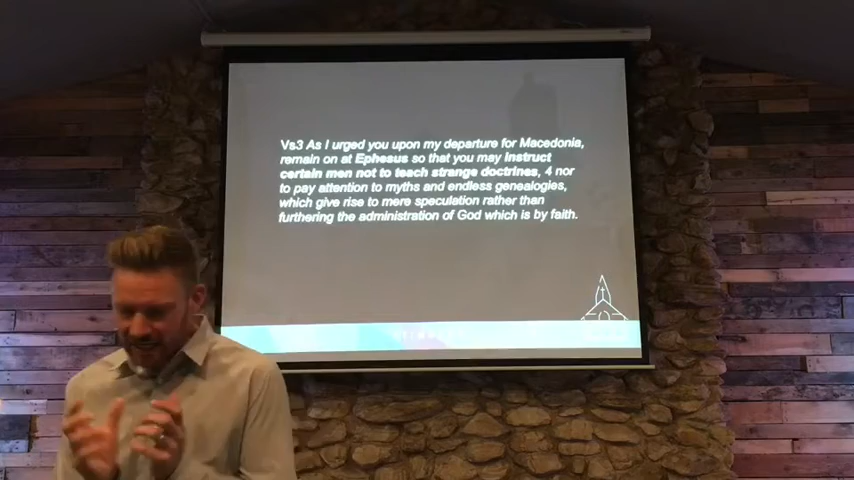 Vs3 As I urged you upon my departure for Macedonia,
remain on at Ephesus so that you may instruct
certain men not to teach strange doctrines, 4 nor
to pay attention to myths and endless genealogies,
which give rise to mere speculation rather than
furthering the administration of God which is by faith.